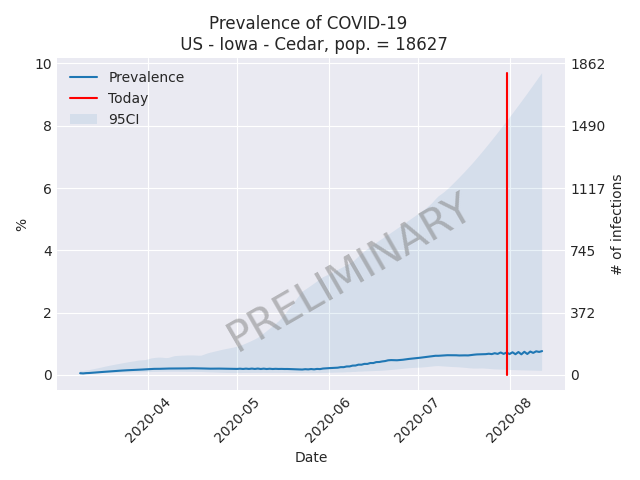 Prevalence of COVID-19
US - Iowa - Cedar, pop. = 18627
Prevalence
Today
95CI
PRELIMINARY
%
10
8
6
4
2
0
# of infections
1862
1490
1117
745
372
0
2020-04
2020-05
2020-06
2020-07
2020-08
Date